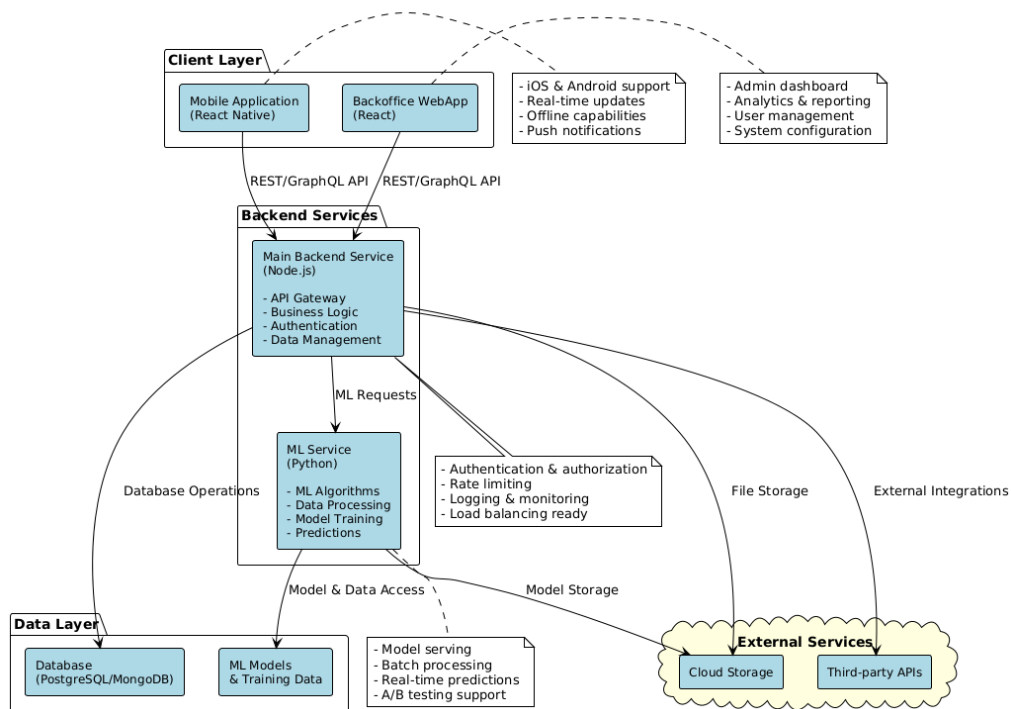 Client Layer
Mobile Application
(React Native)
Backoffice WebApp
(React)
- iOS & Android support
- Real-time updates
- Offline capabilities
- Push notifications
- Admin dashboard
- Analytics & reporting
- User management
- System configuration
REST/GraphQL API
REST/GraphQL API
Backend Services
Main Backend Service
(Node.js)
- API Gateway
- Business Logic
- Authentication
- Data Management
ML Requests
ML Service
(Python)
- ML Algorithms
- Data Processing
- Model Training
- Predictions
- Authentication & authorization
- Rate limiting
- Logging & monitoring
- Load balancing ready
Database Operations
File Storage
External Integrations
Model & Data Access
Model Storage
Data Layer
Database
(PostgreSQL/MongoDB)
ML Models
& Training Data
- Model serving
- Batch processing
- Real-time predictions
- A/B testing support
External Services
Cloud Storage
Third-party APIs